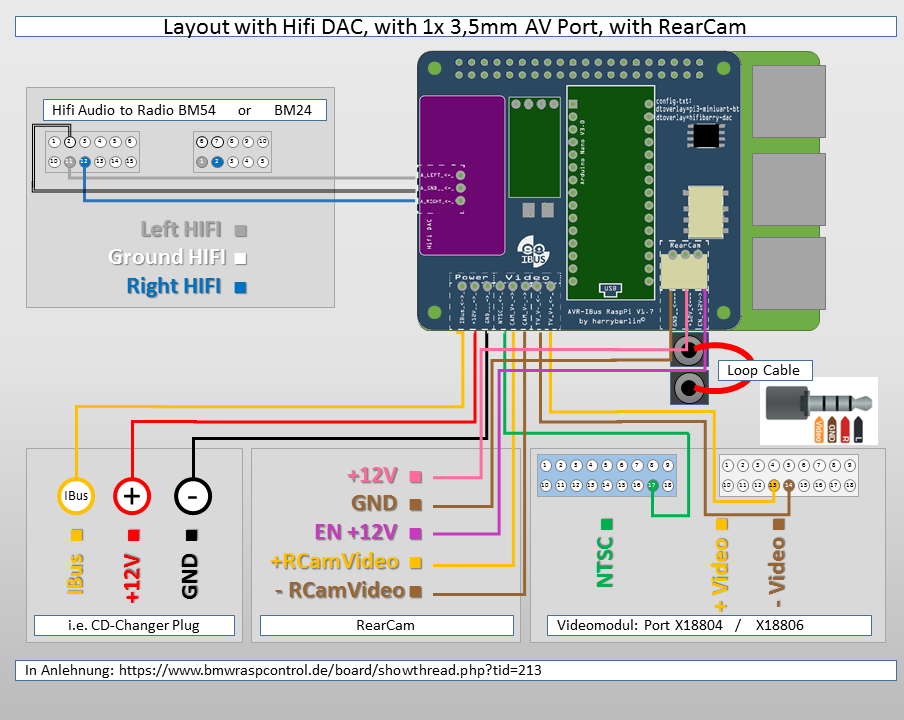 Layout with Hifi DAC, with 1x 3,5mm AV Port, with RearCam
Hifi Audio to Radio BM54 or BM24
1 2 3 4 5 6
10 11 12 13 14 15
6 7 8 9 10
1 2 3 4 5
Left HIFI
Ground HIFI
Right HIFI
config.txt:
dtoverlay=pi3-miniuart-bt
dtoverlay=hifiberry-dac
Arduino Nano V3.0
A_LEFT_<-_
A_GND__<-_
A_RIGHT_<-_
Hifi DAC
IBUS
RearCam
Power
Video
USB
AVR-IBus RaspPi V1.7
by harryberlin©
Loop Cable
Video
GND
R
L
IBus
+
-
IBus
+12V
GND
i.e. CD-Changer Plug
+12V
GND
EN +12V
+RCamVideo
- RCamVideo
RearCam
1 2 3 4 5 6 7 8 9
10 11 12 13 14 15 16 17 18
1 2 3 4 5 6 7 8 9
10 11 12 13 14 15 16 17 18
NTSC
+ Video
- Video
Videomodul: Port X18804 / X18806
In Anlehnung: https://www.bmwraspcontrol.de/board/showthread.php?tid=213